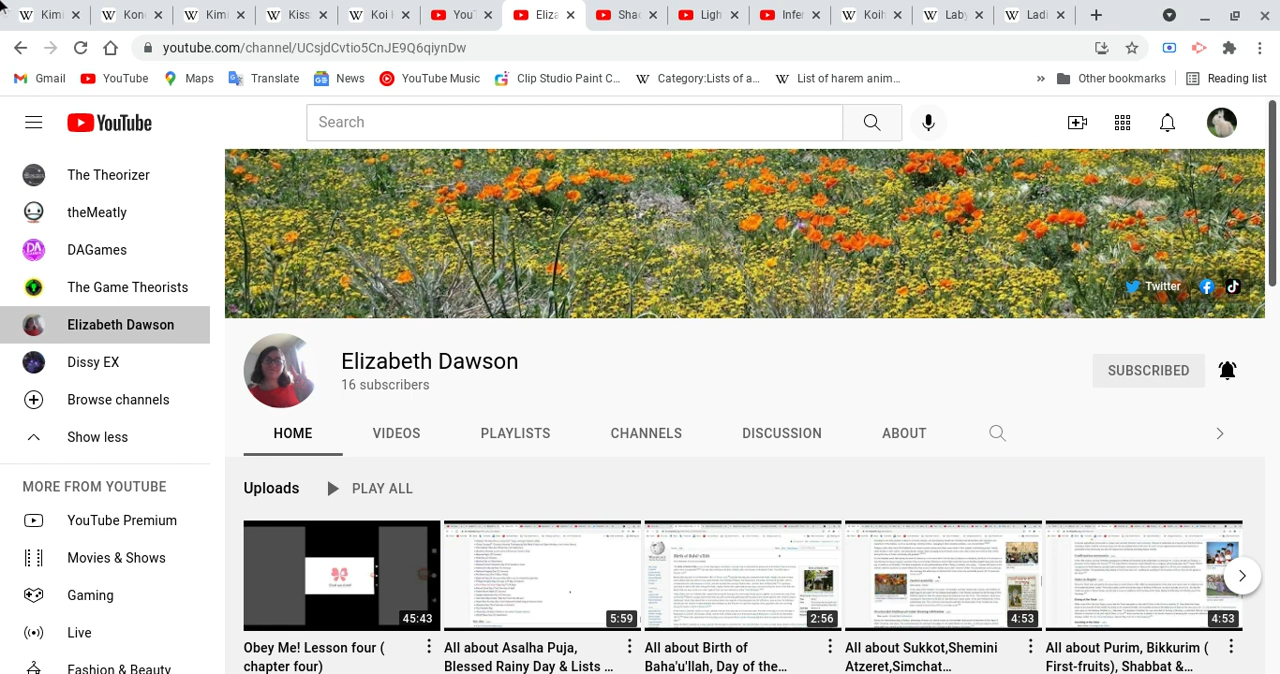 Kimi
Kon
Kimi
Kiss
Koi
You
Eliza
Shac
Ligh
Infer
Koih
Lab
Ladi
youtube.com/channel/UCsjdCvtio5CnJE9Q6qiynDw
Gmail
YouTube
Maps
Translate
News
YouTube Music
Clip Studio Paint C...
Category:Lists of a...
List of harem anim...
»
Other bookmarks
Reading list
YouTube
Search
The Theorizer
theMeatly
DAGames
The Game Theorists
Elizabeth Dawson
Dissy EX
Browse channels
Show less
MORE FROM YOUTUBE
YouTube Premium
Movies & Shows
Gaming
Live
Fashion & Beauty
Twitter
Elizabeth Dawson
16 subscribers
SUBSCRIBED
HOME
VIDEOS
PLAYLISTS
CHANNELS
DISCUSSION
ABOUT
Uploads
PLAY ALL
45:43
5:59
2:56
4:53
4:53
Obey Me! Lesson four (
chapter four)
All about Asalha Puja,
Blessed Rainy Day & Lists ...
All about Birth of
Baha'u'llah, Day of the...
All about Sukkot,Shemini
Atzeret,Simchat...
All about Purim, Bikkurim (
First-fruits), Shabbat &...